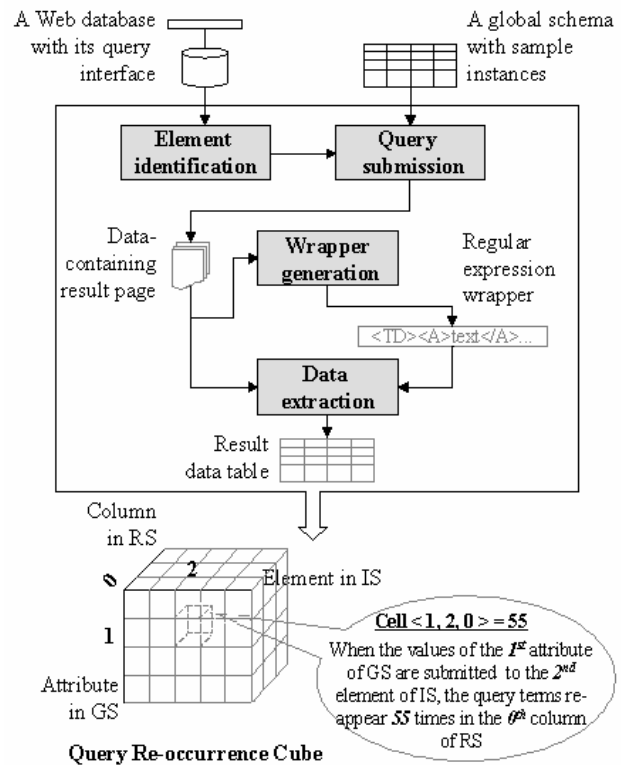 A Web database
with its query
interface
A global schema
with sample
instances
Element
identification
Query
submission
Data-
containing
result page
Wrapper
generation
Regular
expression
wrapper
<TD><A>text</A>...
Data
extraction
Result
data table
Column
in RS
0
2
Element in IS
1
Attribute
in GS
Cell < 1, 2, 0 > = 55
When the values of the 1st attribute
of GS are submitted to the 2nd
element of IS, the query terms re-
appear 55 times in the 0th column
of RS
Query Re-occurrence Cube